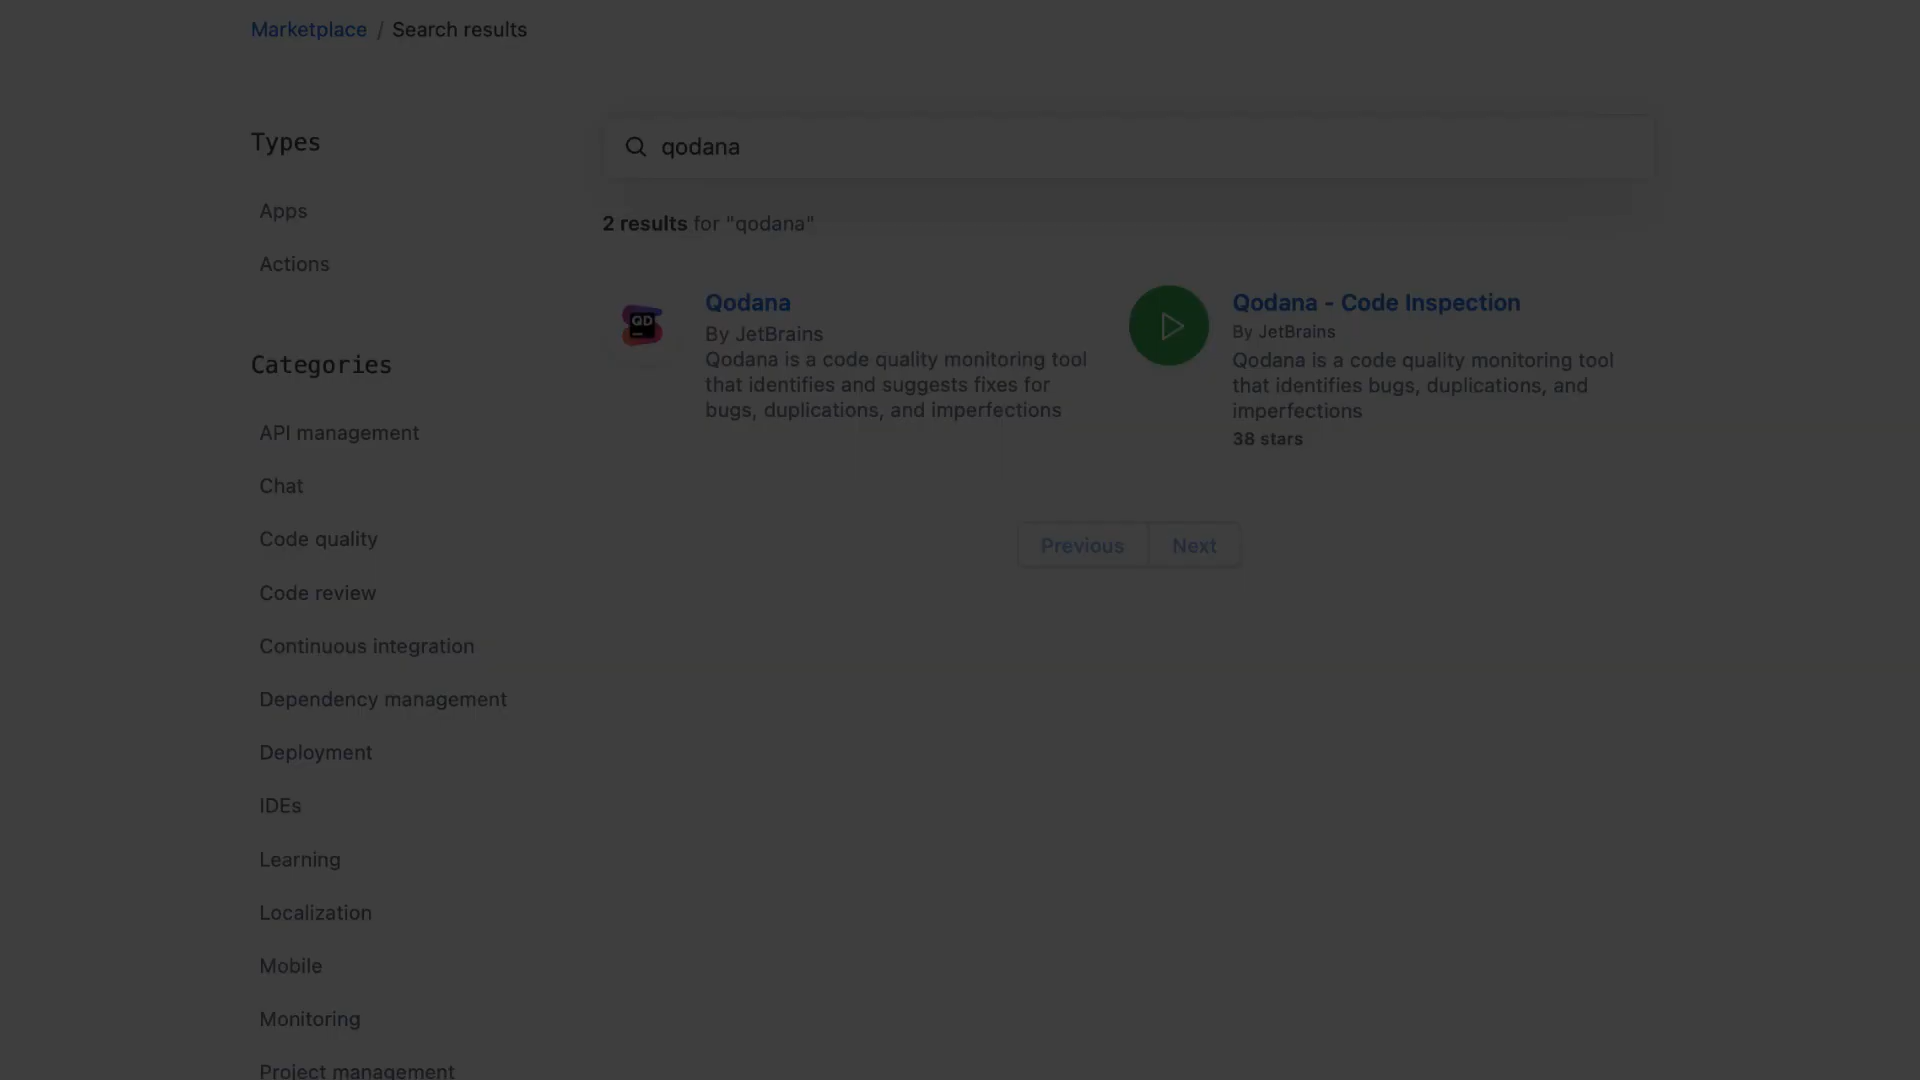 Marketplace / Search results
Types
Apps
Actions
Categories
API management
Chat
Code quality
Code review
Continuous integration
Dependency management
Deployment
IDEs
Learning
Localization
Mobile
Monitoring
Project management
qodana
2 results for "qodana"
QD
Qodana
By JetBrains
Qodana is a code quality monitoring tool
that identifies and suggests fixes for
bugs, duplications, and imperfections
Qodana - Code Inspection
By JetBrains
Qodana is a code quality monitoring tool
that identifies bugs, duplications, and
imperfections
38 stars
Previous
Next